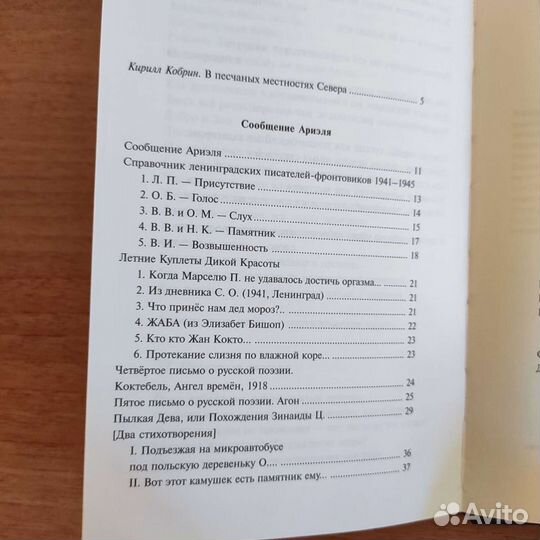 Кирилл Кобрин. В песчаных местностях Севера ..................... 5
Сообщение Ариэля
Сообщение Ариэля ..................... 11
Справочник ленинградских писателей-фронтовиков 1941–1945
1. Л. П. — Присутствие ..................... 13
2. О. Б. — Голос ..................... 14
3. В. В. и О. М. — Слух ..................... 15
4. В. В. и Н. К. — Памятник ..................... 17
5. В. И. — Возвышенность ..................... 18
Летние Куплеты Дикой Красоты
1. Когда Марселю П. не удавалось достичь оргазма... ..................... 21
2. Из дневника С. О. (1941, Ленинград) ..................... 21
3. Что принёс нам дед мороз?.. ..................... 21
4. ЖАБА (из Элизабет Бишоп) ..................... 22
5. Кто кто Жан Кокто... ..................... 23
6. Протекание слизня по влажной коре... ..................... 23
Четвёртое письмо о русской поэзии.
Коктебель, Ангел времён, 1918 ..................... 24
Пятое письмо о русской поэзии. Агон ..................... 25
Пылкая Дева, или Похождения Зинаиды Ц. ..................... 29
[Два стихотворения]
I. Подъезжая на микроавтобусе
под польскую деревеньку О.... ..................... 36
II. Вот этот камушек есть памятник ему... ..................... 37
Avito